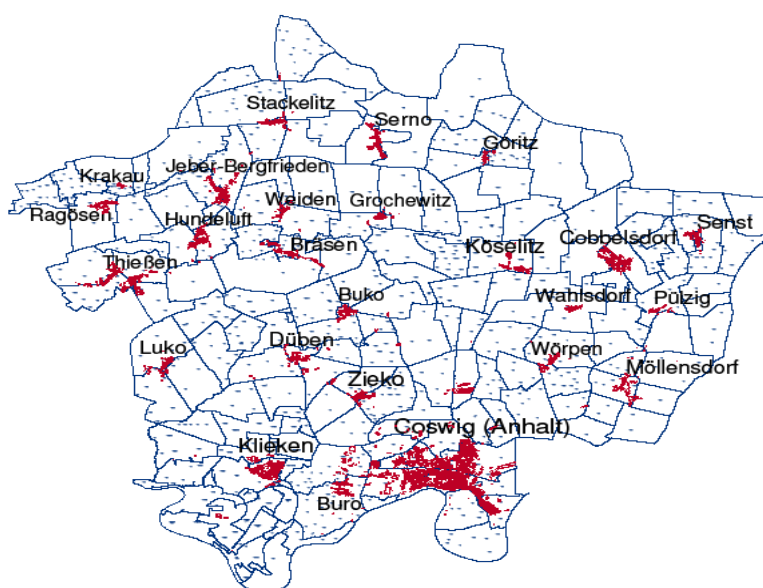 Stackelitz
Serno
Göritz
Krakau
Jeber-Bergfrieden
Ragösen
Hundeluft
Weiden
Grochewitz
Bräsen
Köselitz
Cobbelsdorf
Senst
Thießen
Buko
Wahlsdorf
Pülzig
Luko
Düben
Wörpen
Möllensdorf
Zieko
Coswig (Anhalt)
Klieken
Buro